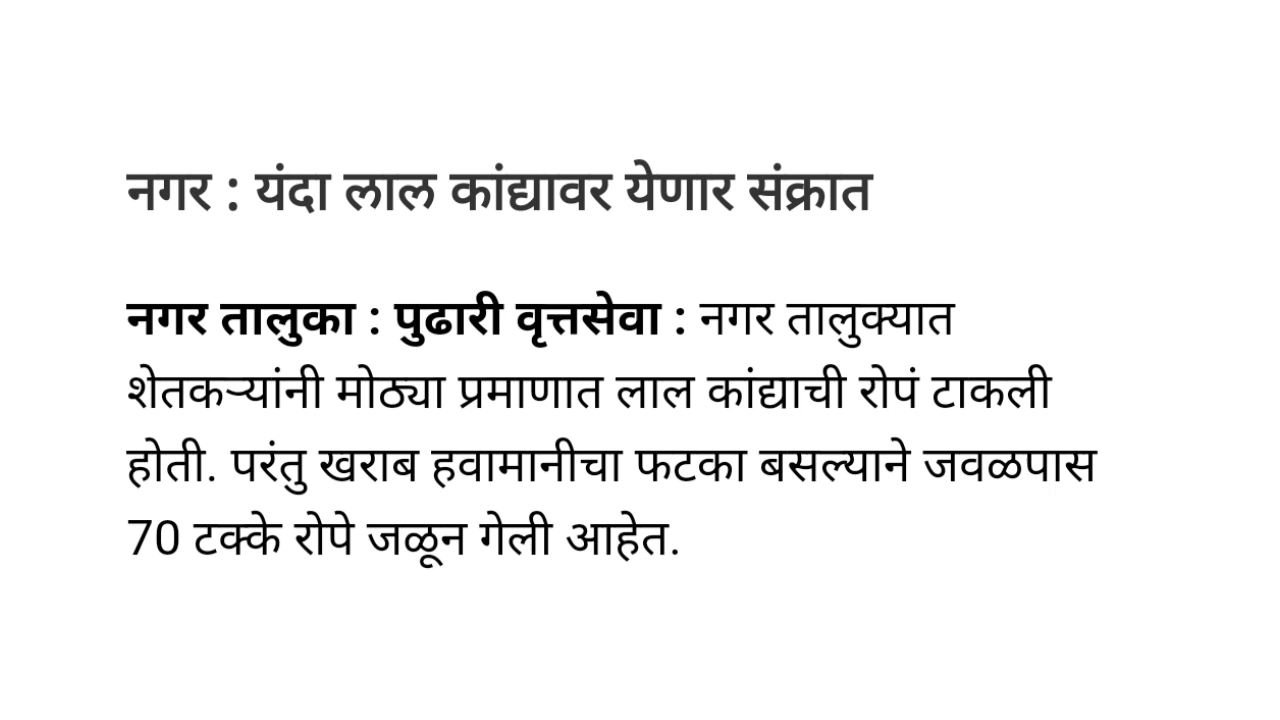 नगर : यंदा लाल कांद्यावर येणार संक्रात
नगर तालुका : पुढारी वृत्तसेवा : नगर तालुक्यात
शेतकऱ्यांनी मोठ्या प्रमाणात लाल कांद्याची रोपं टाकली
होती. परंतु खराब हवामानीचा फटका बसल्याने जवळपास
70 टक्के रोपे जळून गेली आहेत.